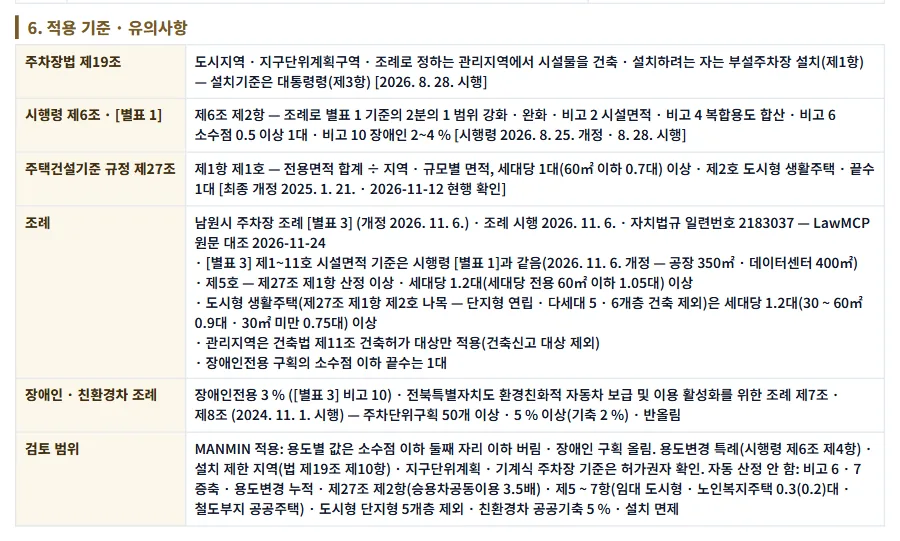 6. 적용 기준 · 유의사항
주차장법 제19조
도시지역 · 지구단위계획구역 · 조례로 정하는 관리지역에서 시설물을 건축 · 설치하려는 자는 부설주차장 설치(제1항)
— 설치기준은 대통령령(제3항) [2026. 8. 28. 시행]
시행령 제6조 · [별표 1]
제6조 제2항 — 조례로 별표 1 기준의 2분의 1 범위 강화 · 완화 · 비고 2 시설면적 · 비고 4 복합용도 합산 · 비고 6
소수점 0.5 이상 1대 · 비고 10 장애인 2~4 % [시행령 2026. 8. 25. 개정 · 8. 28. 시행]
주택건설기준 규정 제27조
제1항 제1호 — 전용면적 합계 ÷ 지역 · 규모별 면적, 세대당 1대(60㎡ 이하 0.7대) 이상 · 제2호 도시형 생활주택 · 끝수
1대 [최종 개정 2025. 1. 21. · 2026-11-12 현행 확인]
조례
남원시 주차장 조례 [별표 3] (개정 2026. 11. 6.) · 조례 시행 2026. 11. 6. · 자치법규 일련번호 2183037 — LawMCP
원문 대조 2026-11-24
· [별표 3] 제1~11호 시설면적 기준은 시행령 [별표 1]과 같음(2026. 11. 6. 개정 — 공장 350㎡ · 데이터센터 400㎡)
· 제5호 — 제27조 제1항 산정 이상 · 세대당 1.2대(세대당 전용 60㎡ 이하 1.05대) 이상
· 도시형 생활주택(제27조 제1항 제2호 나목 — 단지형 연립 · 다세대 5 · 6개층 건축 제외)은 세대당 1.2대(30 ~ 60㎡
0.9대 · 30㎡ 미만 0.75대) 이상
· 관리지역은 건축법 제11조 건축허가 대상만 적용(건축신고 대상 제외)
· 장애인전용 구획의 소수점 이하 끝수는 1대
장애인 · 친환경차 조례
장애인전용 3 % ([별표 3] 비고 10) · 전북특별자치도 환경친화적 자동차 보급 및 이용 활성화를 위한 조례 제7조 ·
제8조 (2024. 11. 1. 시행) — 주차단위구획 50개 이상 · 5 % 이상(기축 2 %) · 반올림
검토 범위
MANMIN 적용: 용도별 값은 소수점 이하 둘째 자리 이하 버림 · 장애인 구획 올림. 용도변경 특례(시행령 제6조 제4항) ·
설치 제한 지역(법 제19조 제10항) · 지구단위계획 · 기계식 주차장 기준은 허가권자 확인. 자동 산정 안 함: 비고 6 · 7
증축 · 용도변경 누적 · 제27조 제2항(승용차공동이용 3.5배) · 제5 ~ 7항(임대 도시형 · 노인복지주택 0.3(0.2)대 ·
철도부지 공공주택) · 도시형 단지형 5개층 제외 · 친환경차 공공기축 5 % · 설치 면제